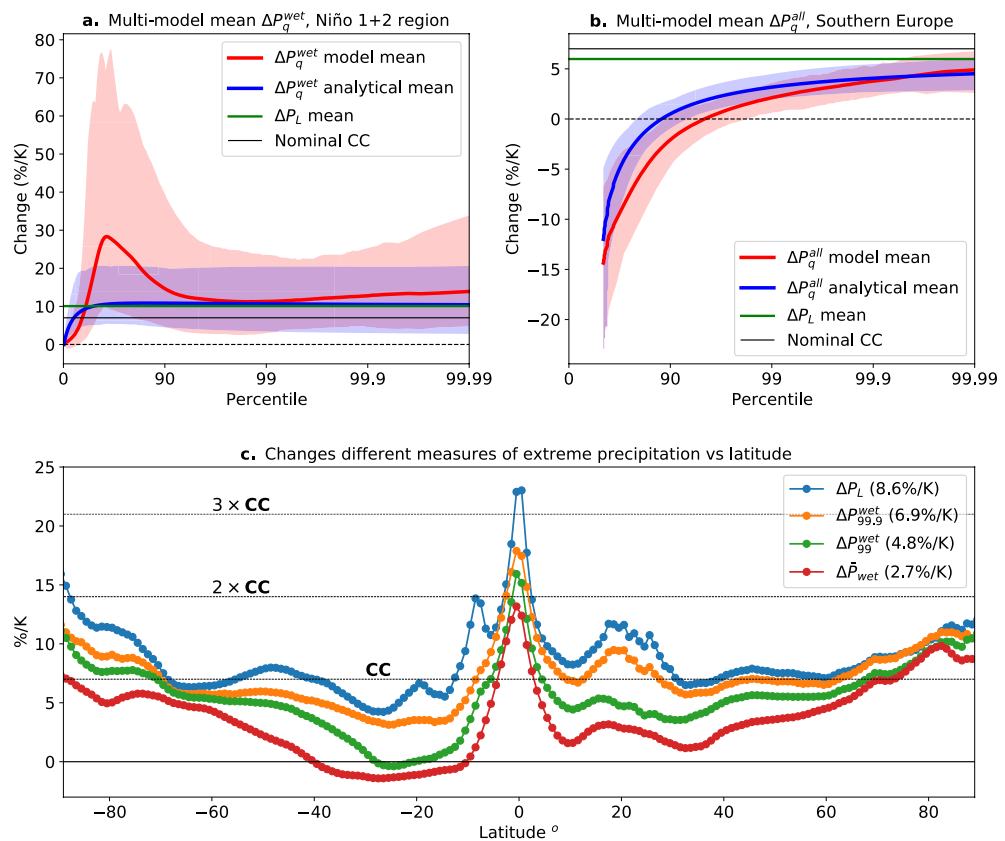 a. Multi-model mean ΔP_q^wet, Niño 1+2 region
80
70
60
50
40
30
20
10
0
Change (%/K)
ΔP_q^wet model mean
ΔP_q^wet analytical mean
ΔP_L mean
Nominal CC
0 90 99 99.9 99.99
Percentile
b. Multi-model mean ΔP_q^all, Southern Europe
5
0
−5
−10
−15
−20
Change (%/K)
ΔP_q^all model mean
ΔP_q^all analytical mean
ΔP_L mean
Nominal CC
0 90 99 99.9 99.99
Percentile
c. Changes different measures of extreme precipitation vs latitude
25
20
15
10
5
0
%/K
3 × CC
2 × CC
CC
ΔP_L (8.6%/K)
ΔP_99.9^wet (6.9%/K)
ΔP_99^wet (4.8%/K)
ΔP̄_wet (2.7%/K)
−80 −60 −40 −20 0 20 40 60 80
Latitude °